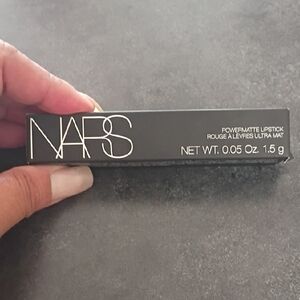 NARS
POWERMATTE LIPSTICK
ROUGE À LÈVRES ULTRA MAT
NET WT. 0.05 Oz. 1.5 g